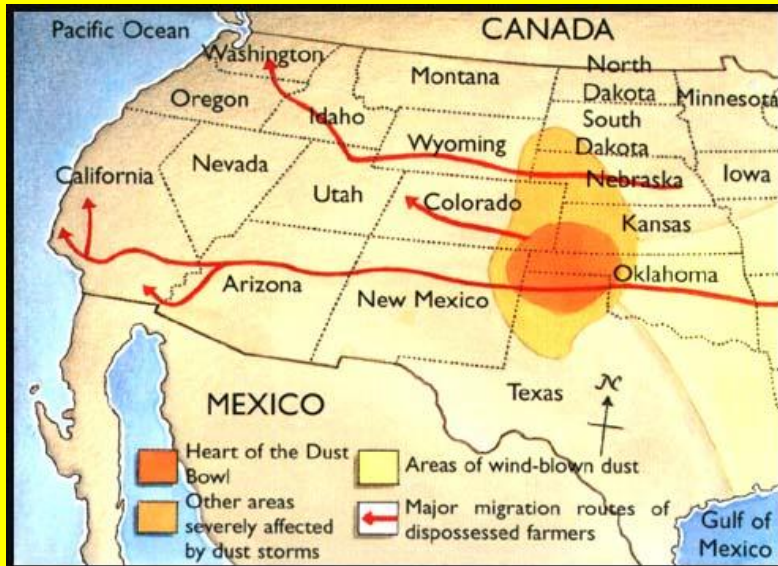 Pacific Ocean
CANADA
Washington
Montana
North
Dakota
Minnesota
Oregon
Idaho
South
Dakota
Wyoming
Nevada
California
Nebraska
Iowa
Utah
Colorado
Kansas
Oklahoma
Arizona
New Mexico
Texas
N
MEXICO
Heart of the Dust
Bowl
Other areas
severely affected
by dust storms
Areas of wind-blown dust
Major migration routes of
dispossessed farmers
Gulf of
Mexico